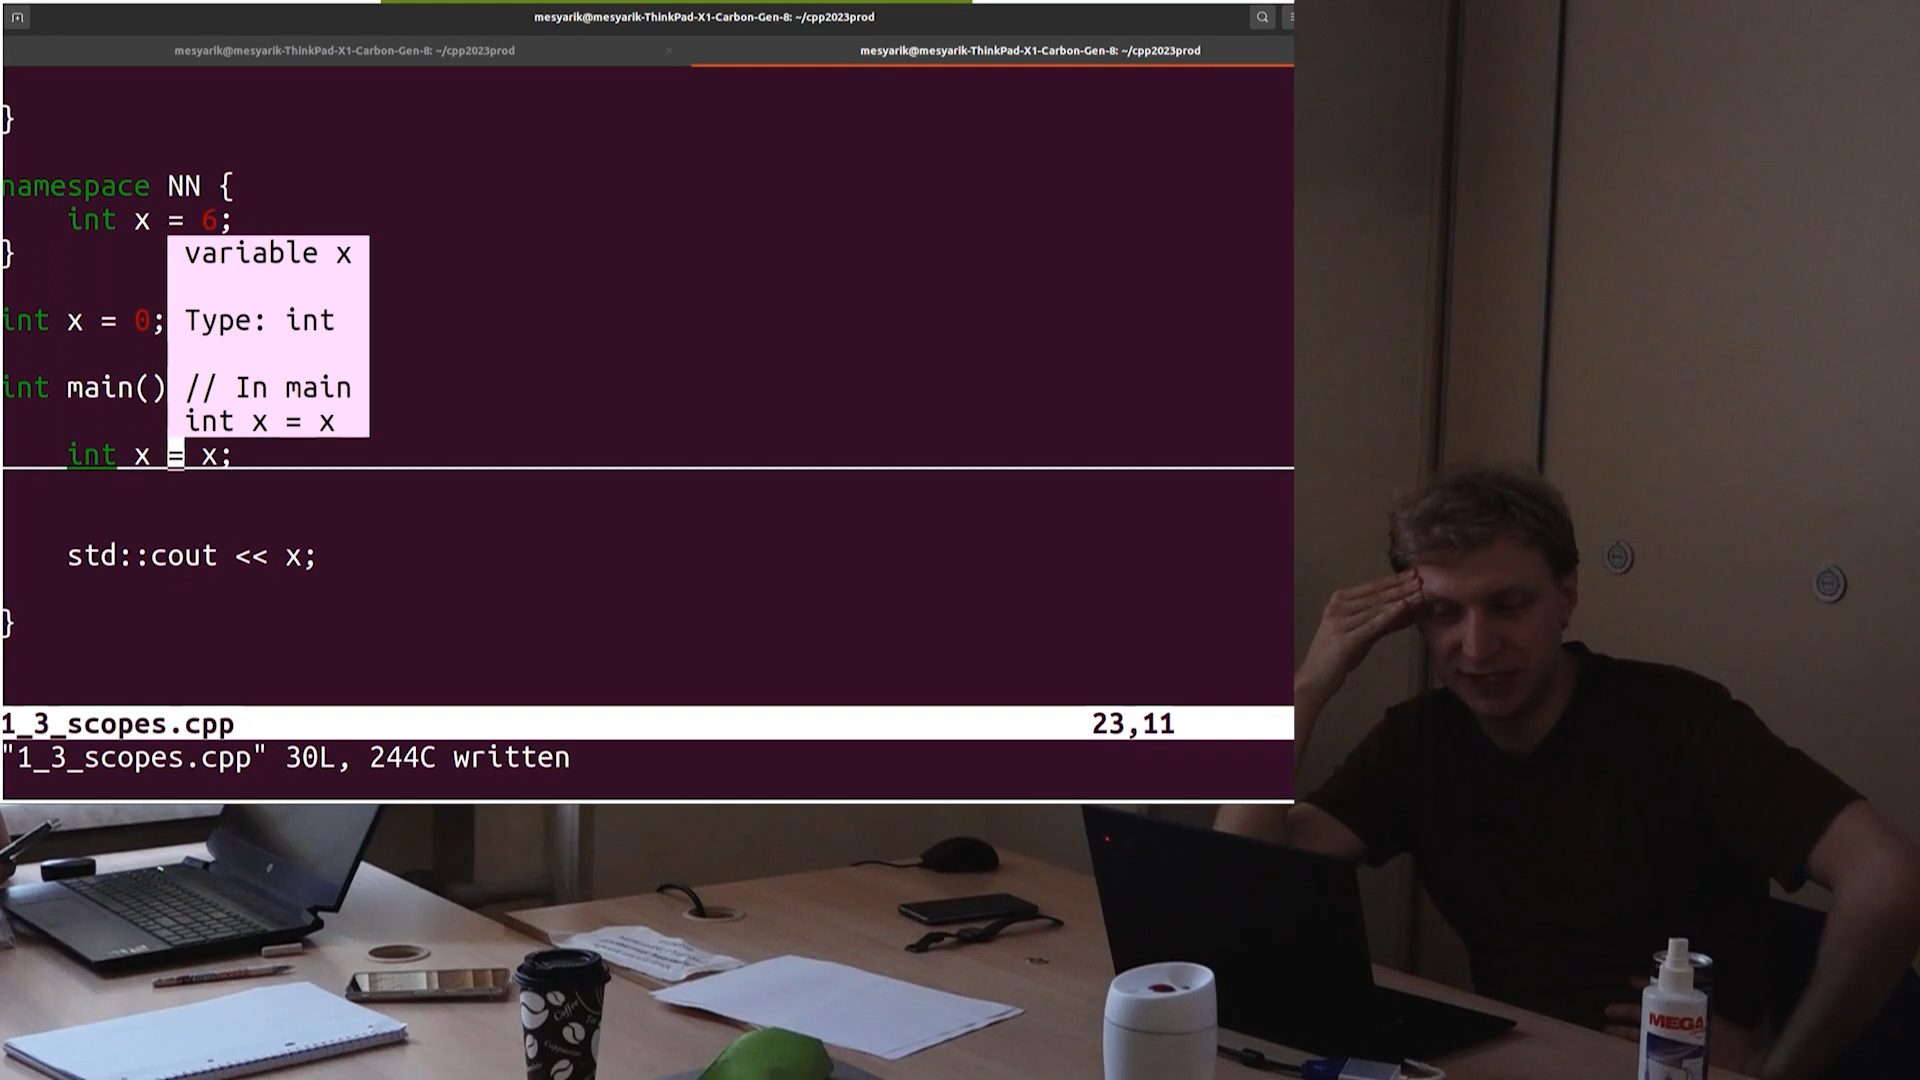 mesyarik@mesyarik-ThinkPad-X1-Carbon-Gen-8: ~/cpp2023prod
mesyarik@mesyarik-ThinkPad-X1-Carbon-Gen-8: ~/cpp2023prod
mesyarik@mesyarik-ThinkPad-X1-Carbon-Gen-8: ~/cpp2023prod
}
namespace NN {
int x = 6;
}
variable x
int x = 0;
Type: int
int main()
// In main
int x = x
int x = x;
std::cout << x;
}
1_3_scopes.cpp
23,11
"1_3_scopes.cpp" 30L, 244C written
Coffee
MEGA